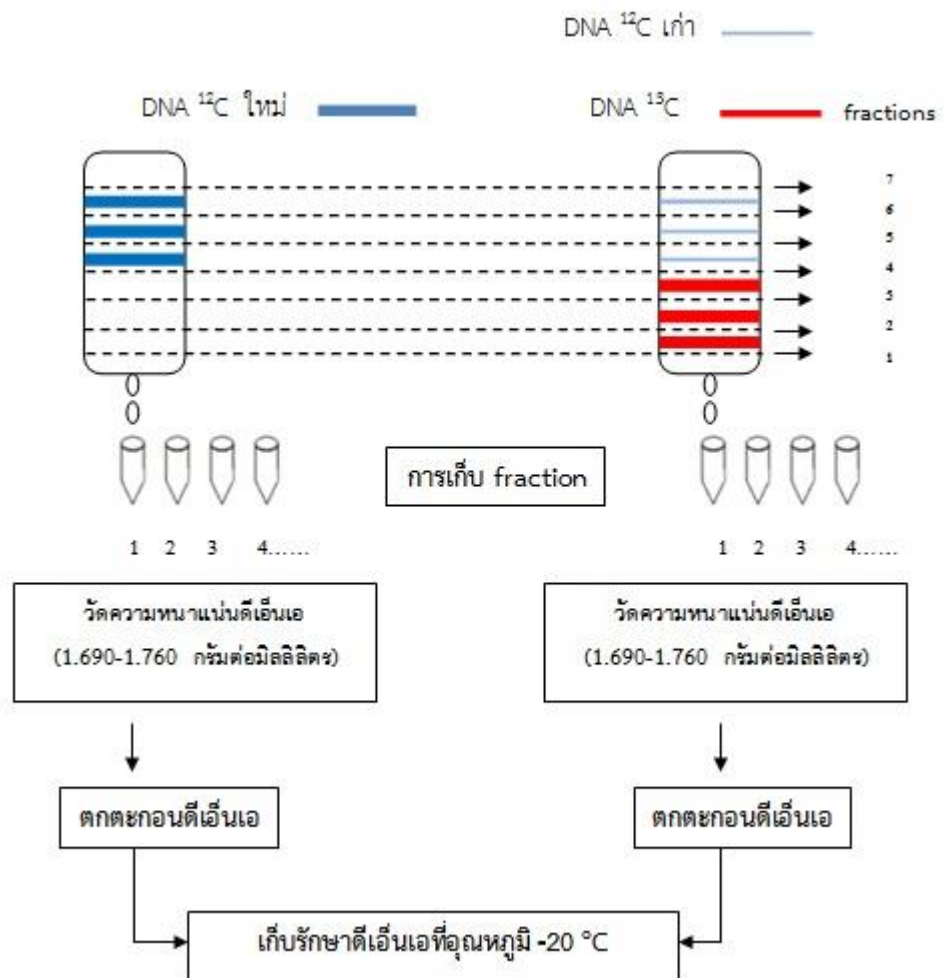 DNA ¹²C เก่า
DNA ¹²C ใหม่
DNA ¹³C
fractions
7
6
5
4
3
2
1
การเก็บ fraction
1 2 3 4......
1 2 3 4......
วัดความหนาแน่นดีเอ็นเอ
(1.690-1.760 กรัมต่อมิลลิลิตร)
วัดความหนาแน่นดีเอ็นเอ
(1.690-1.760 กรัมต่อมิลลิลิตร)
ตกตะกอนดีเอ็นเอ
ตกตะกอนดีเอ็นเอ
เก็บรักษาดีเอ็นเอที่อุณหภูมิ -20 °C